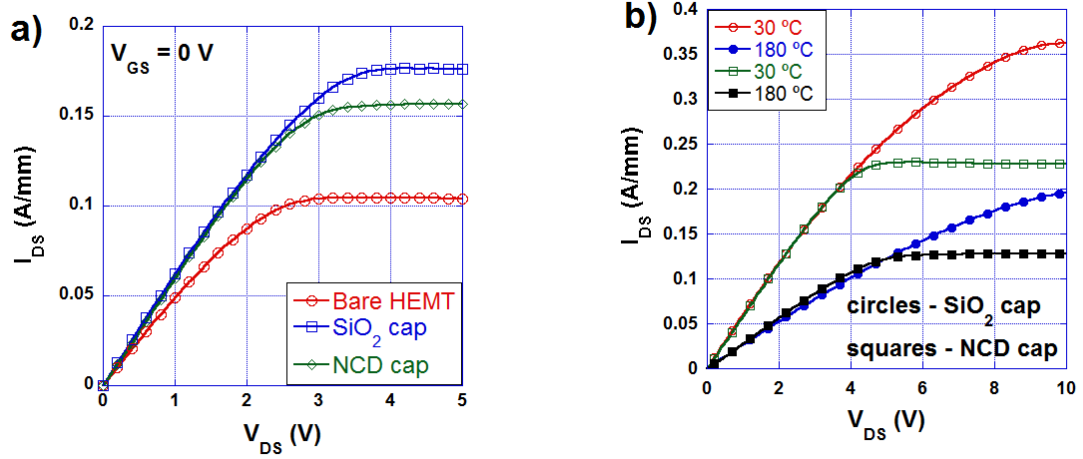 a)
V_GS = 0 V
0.2
0.15
0.1
0.05
0
I_DS (A/mm)
Bare HEMT
SiO₂ cap
NCD cap
0 1 2 3 4 5
V_DS (V)
b)
30 ºC
180 ºC
30 ºC
180 ºC
0.4
0.35
0.3
0.25
0.2
0.15
0.1
0.05
0
I_DS (A/mm)
circles - SiO₂ cap
squares - NCD cap
0 2 4 6 8 10
V_DS (V)